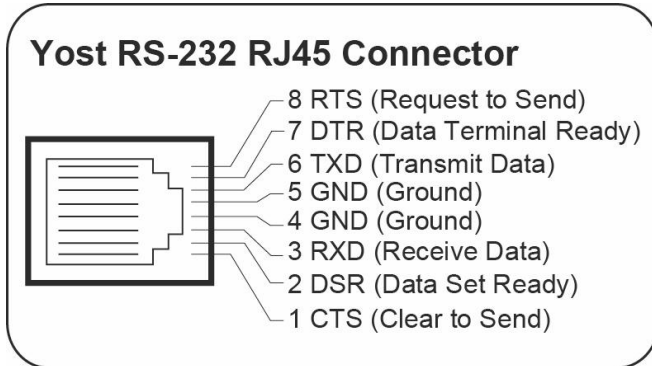 Yost RS-232 RJ45 Connector
8 RTS (Request to Send)
7 DTR (Data Terminal Ready)
6 TXD (Transmit Data)
5 GND (Ground)
4 GND (Ground)
3 RXD (Receive Data)
2 DSR (Data Set Ready)
1 CTS (Clear to Send)